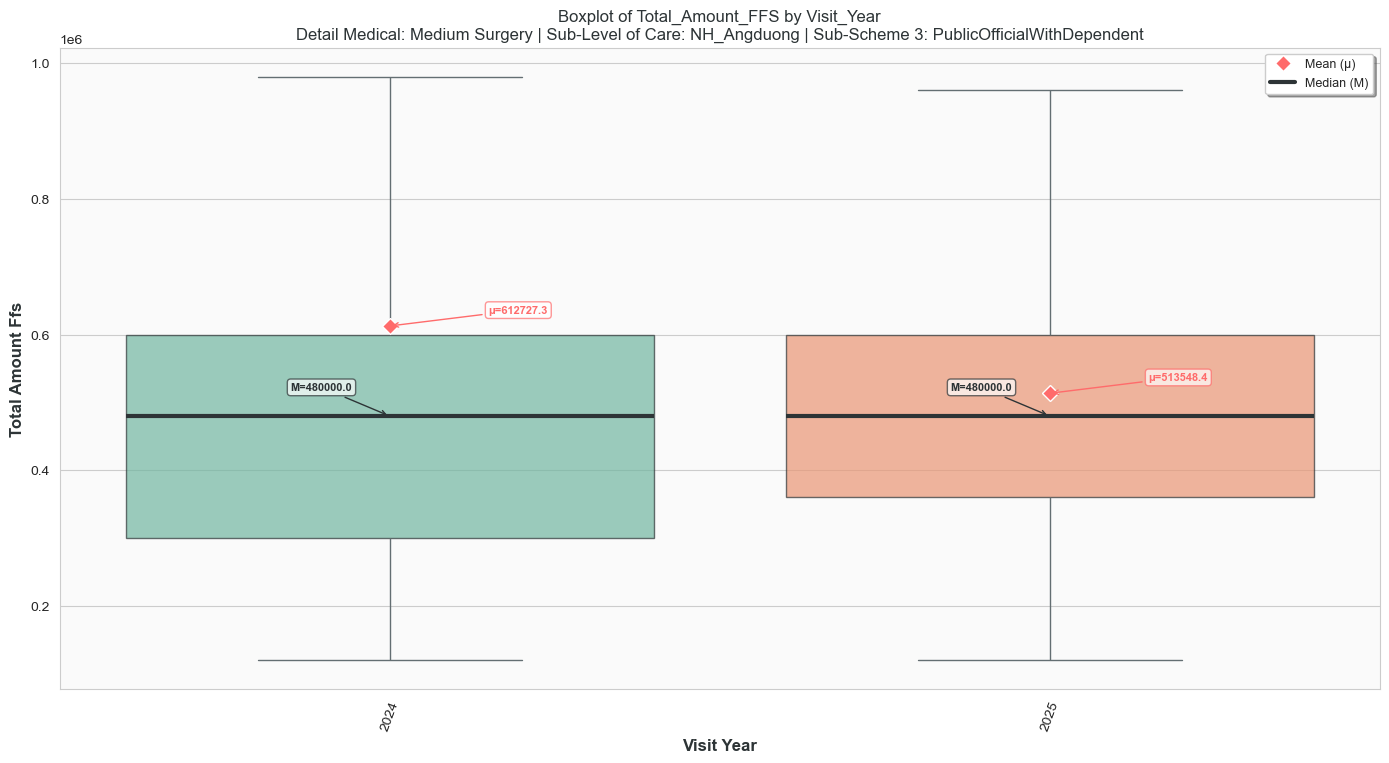 Boxplot of Total_Amount_FFS by Visit_Year
Detail Medical: Medium Surgery | Sub-Level of Care: NH_Angduong | Sub-Scheme 3: PublicOfficialWithDependent
1e6
1.0
0.8
0.6
0.4
0.2
Total Amount Ffs
Mean (μ)
Median (M)
μ=612727.3
M=480000.0
μ=513548.4
M=480000.0
2024
2025
Visit Year